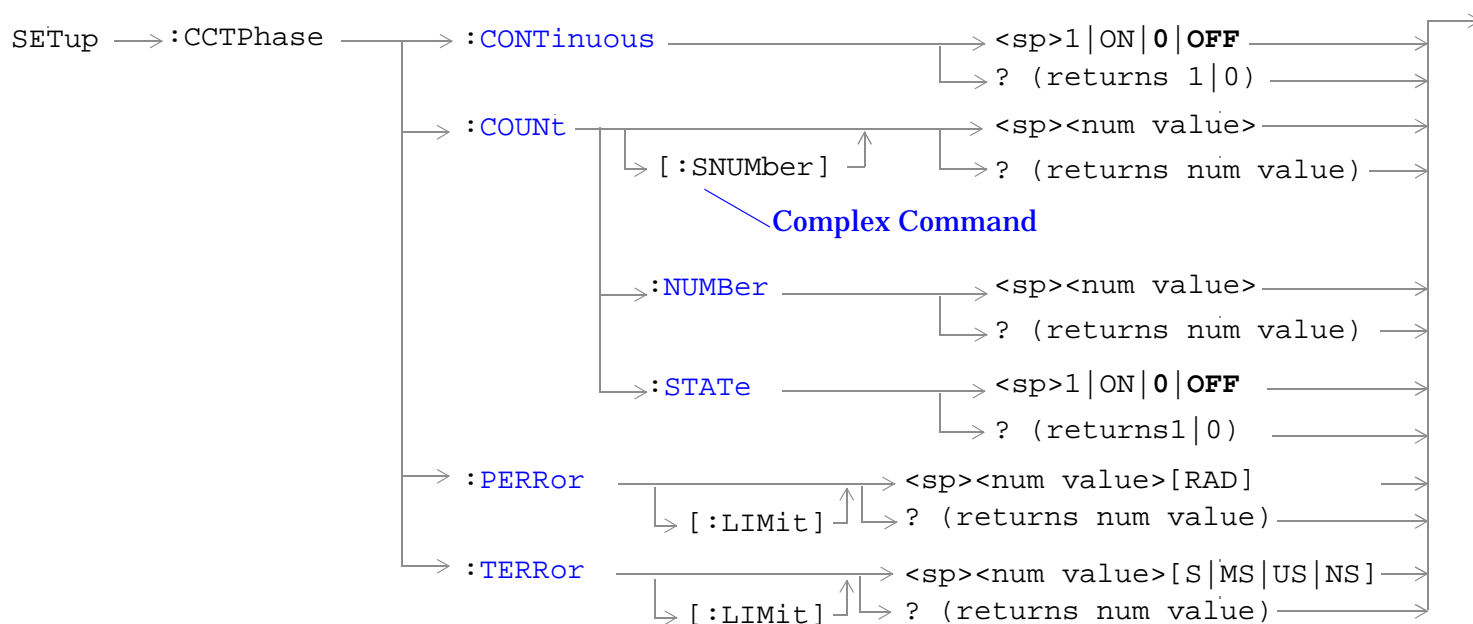 SETup :CCTPhase :CONTinuous <sp>1|ON|0|OFF
? (returns 1|0)
:COUNt <sp><num value>
[:SNUMber] ? (returns num value)
Complex Command
:NUMBer <sp><num value>
? (returns num value)
:STATe <sp>1|ON|0|OFF
? (returns1|0)
:PERRor <sp><num value>[RAD]
[:LIMit] ? (returns num value)
:TERRor <sp><num value>[S|MS|US|NS]
[:LIMit] ? (returns num value)